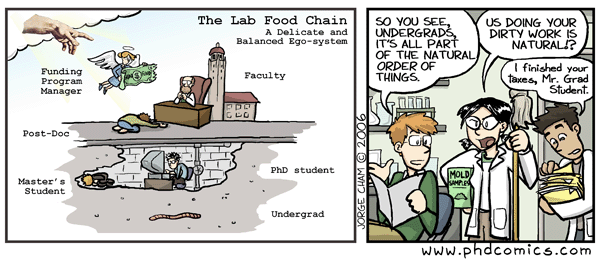 The Lab Food Chain
A Delicate and
Balanced Ego-system
Funding
Program
Manager
Faculty
Post-Doc
PhD student
Master's
Student
Undergrad
SO YOU SEE,
UNDERGRADS,
IT'S ALL PART
OF THE NATURAL
ORDER OF
THINGS.
US DOING YOUR
DIRTY WORK IS
NATURAL?
I finished your
taxes, Mr. Grad
Student.
MOLD
SAMPLES
JORGE CHAM © 2006
www.phdcomics.com